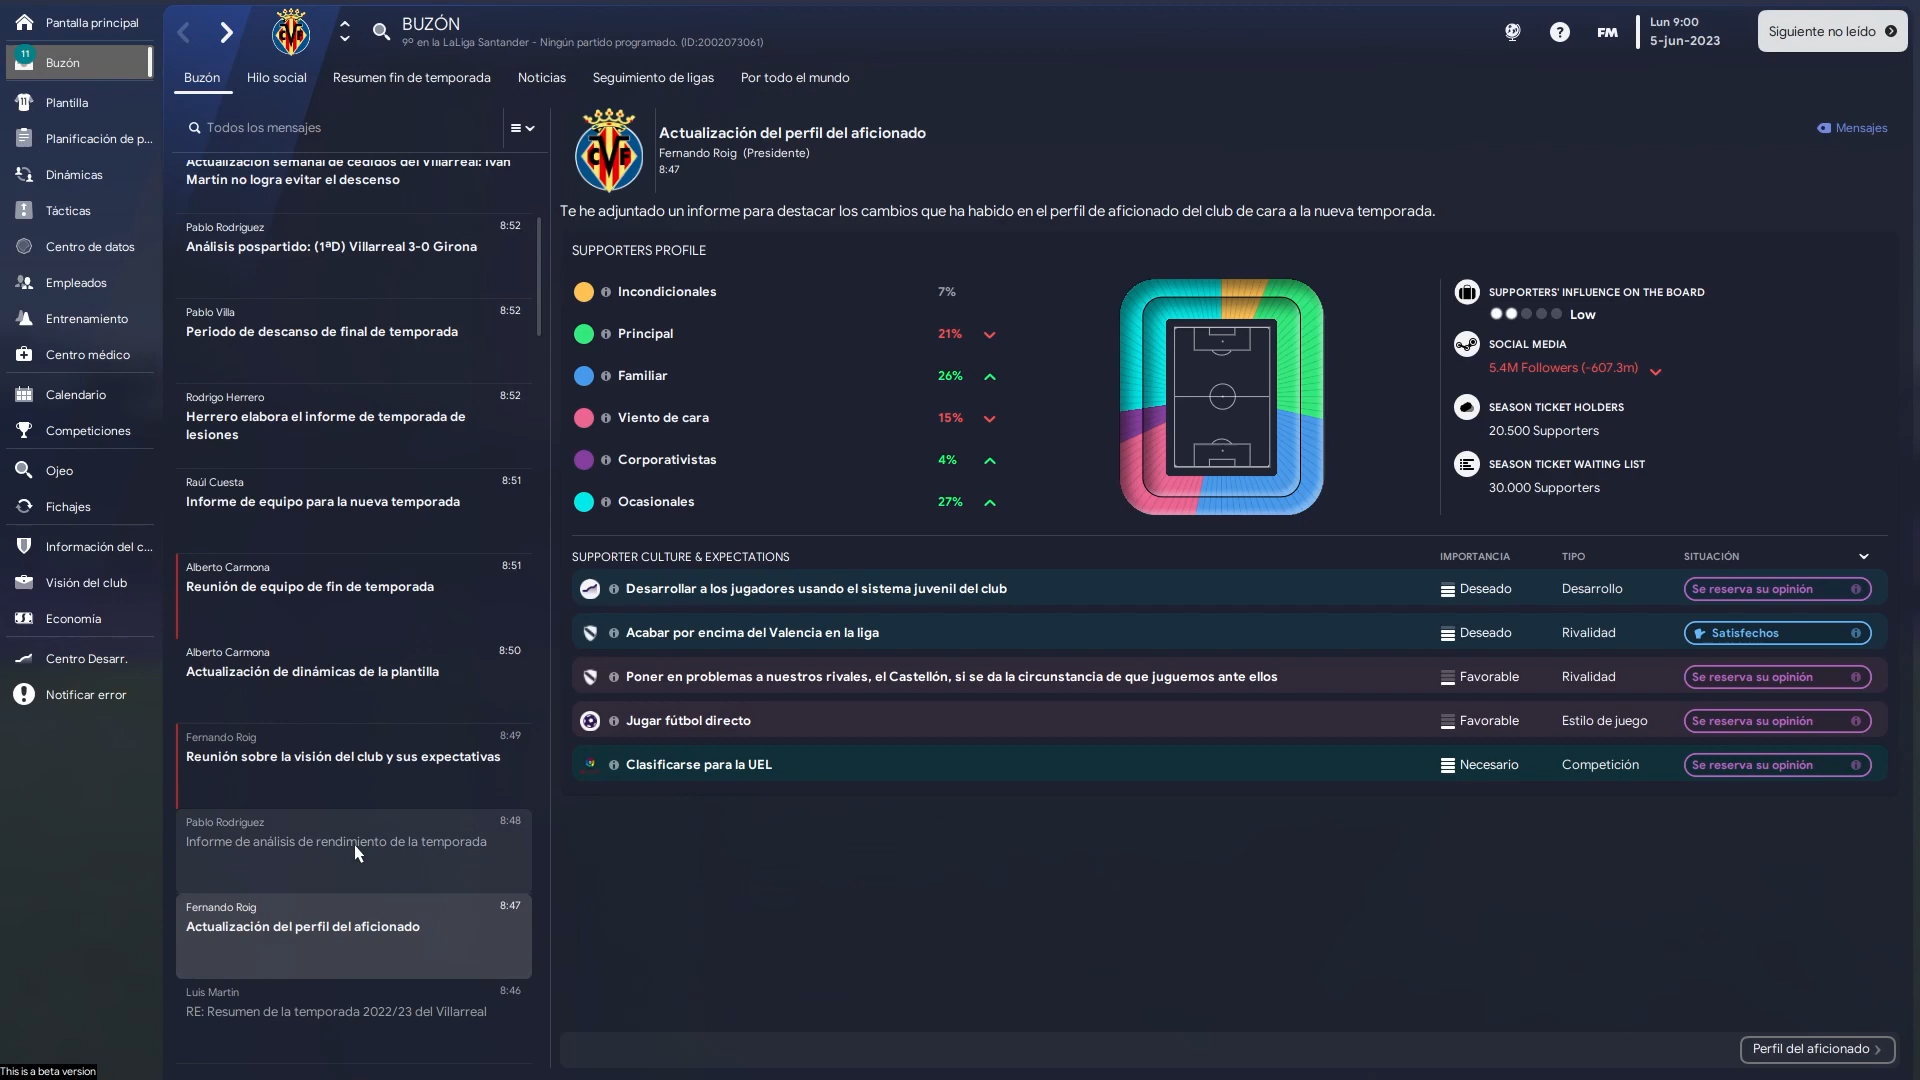 Pantalla principal
11
Buzón
Plantilla
Planificación de p...
Dinámicas
Tácticas
Centro de datos
Empleados
Entrenamiento
Centro médico
Calendario
Competiciones
Ojeo
Fichajes
Información del c...
Visión del club
Economía
Centro Desarr.
Notificar error
This is a beta version
BUZÓN
9º en la LaLiga Santander - Ningún partido programado. (ID:2002073061)
FM
Lun 9:00
5-jun-2023
Siguiente no leído
Buzón
Hilo social
Resumen fin de temporada
Noticias
Seguimiento de ligas
Por todo el mundo
Todos los mensajes
Actualización semanal de cedidos del Villarreal: Iván
Martín no logra evitar el descenso
Pablo Rodríguez 8:52
Análisis pospartido: (1ªD) Villarreal 3-0 Girona
Pablo Villa 8:52
Periodo de descanso de final de temporada
Rodrigo Herrero 8:52
Herrero elabora el informe de temporada de
lesiones
Raúl Cuesta 8:51
Informe de equipo para la nueva temporada
Alberto Carmona 8:51
Reunión de equipo de fin de temporada
Alberto Carmona 8:50
Actualización de dinámicas de la plantilla
Fernando Roig 8:49
Reunión sobre la visión del club y sus expectativas
Pablo Rodríguez 8:48
Informe de análisis de rendimiento de la temporada
Fernando Roig 8:47
Actualización del perfil del aficionado
Luis Martín 8:46
RE: Resumen de la temporada 2022/23 del Villarreal
CVF
Actualización del perfil del aficionado
Fernando Roig (Presidente)
8:47
Mensajes
Te he adjuntado un informe para destacar los cambios que ha habido en el perfil de aficionado del club de cara a la nueva temporada.
SUPPORTERS PROFILE
Incondicionales 7%
Principal 21%
Familiar 26%
Viento de cara 15%
Corporativistas 4%
Ocasionales 27%
SUPPORTERS' INFLUENCE ON THE BOARD
Low
SOCIAL MEDIA
5.4M Followers (-607.3m)
SEASON TICKET HOLDERS
20.500 Supporters
SEASON TICKET WAITING LIST
30.000 Supporters
SUPPORTER CULTURE & EXPECTATIONS IMPORTANCIA TIPO SITUACIÓN
Desarrollar a los jugadores usando el sistema juvenil del club Deseado Desarrollo Se reserva su opinión
Acabar por encima del Valencia en la liga Deseado Rivalidad Satisfechos
Poner en problemas a nuestros rivales, el Castellón, si se da la circunstancia de que juguemos ante ellos Favorable Rivalidad Se reserva su opinión
Jugar fútbol directo Favorable Estilo de juego Se reserva su opinión
Clasificarse para la UEL Necesario Competición Se reserva su opinión
Perfil del aficionado